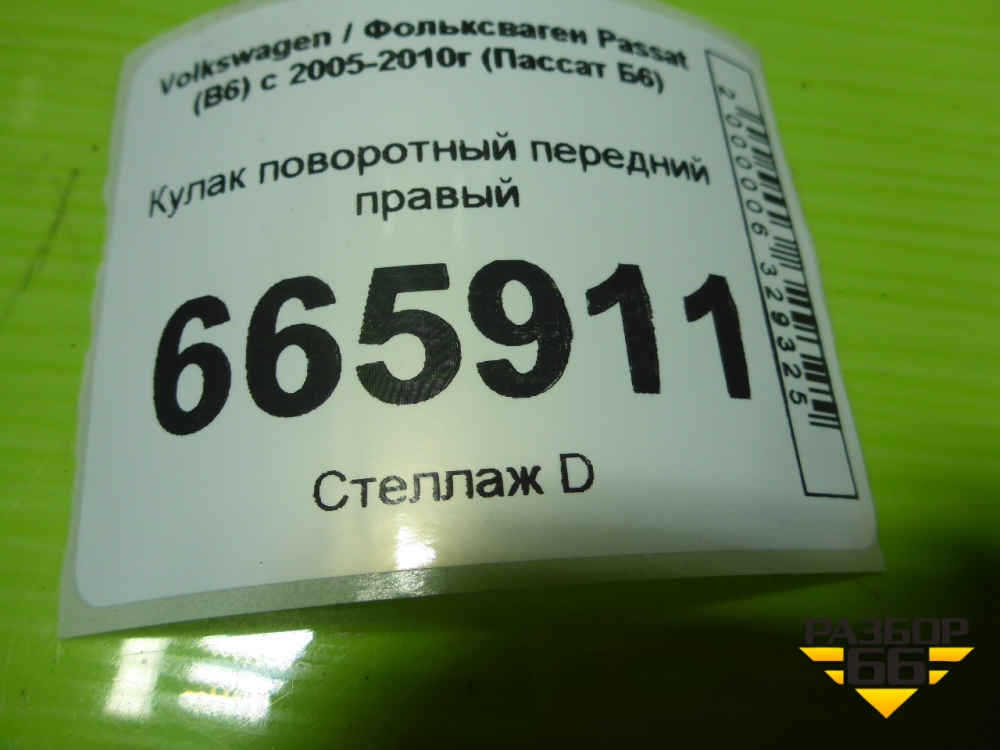 Volkswagen / Фольксваген Passat
(B6) с 2005-2010г (Пассат Б6)
Кулак поворотный передний
правый
665911
Стеллаж D
2000006329325
РАЗБОР
66